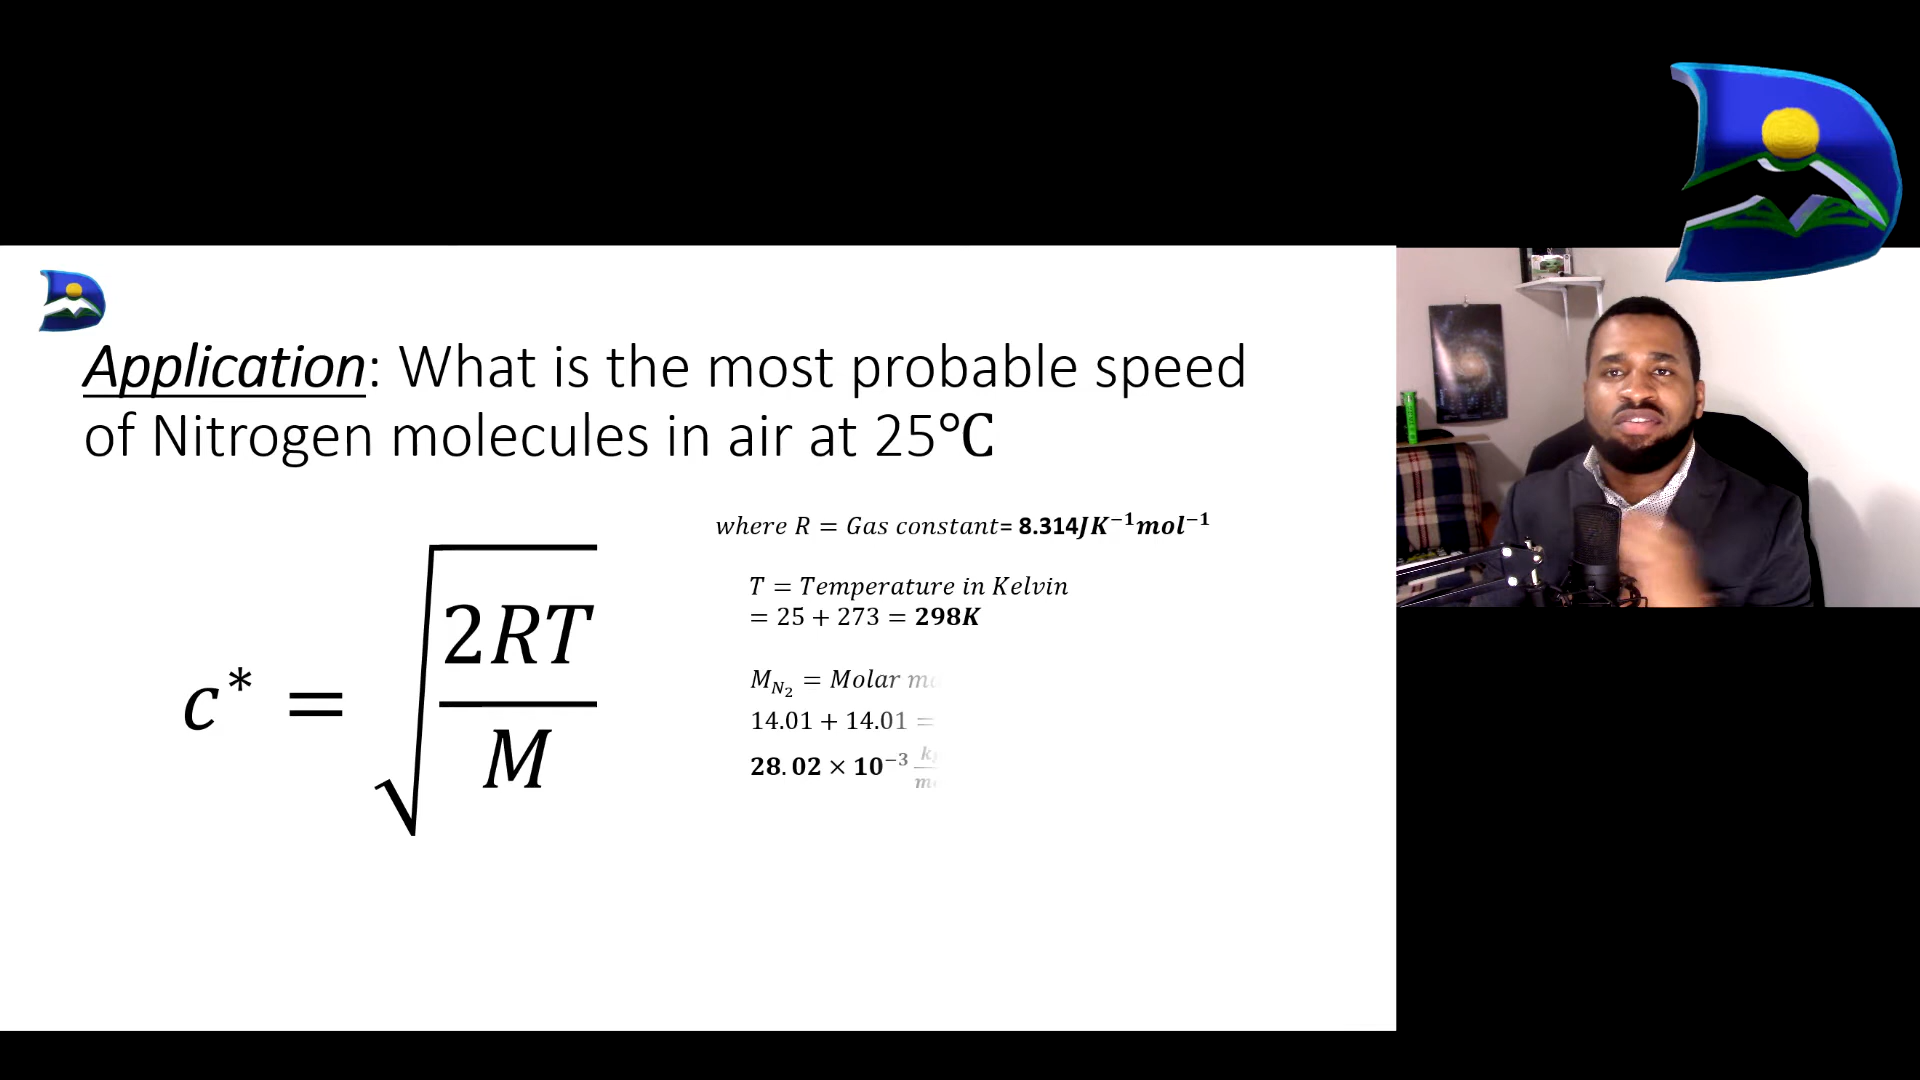 Application: What is the most probable speed
of Nitrogen molecules in air at 25℃
where R = Gas constant= 8.314JK⁻¹mol⁻¹
T = Temperature in Kelvin
= 25 + 273 = 298K
c* = √(2RT/M)
M_N₂ = Molar
14.01 + 14.01 =
28.02 × 10⁻³